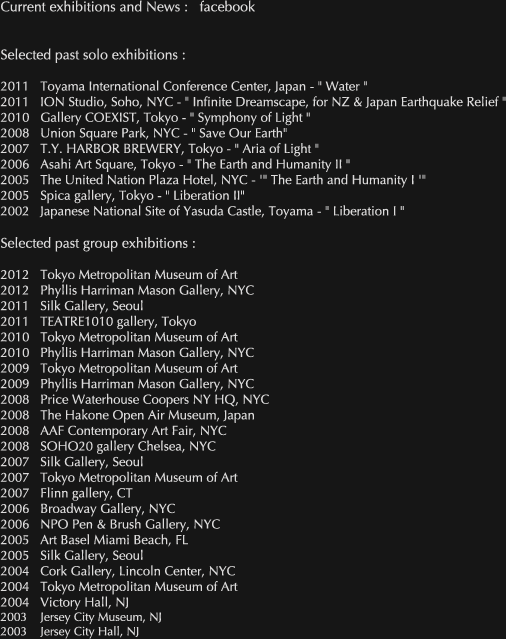 Current exhibitions and News : facebook
Selected past solo exhibitions :
2011 Toyama International Conference Center, Japan - " Water "
2011 ION Studio, Soho, NYC - " Infinite Dreamscape, for NZ & Japan Earthquake Relief "
2010 Gallery COEXIST, Tokyo - " Symphony of Light "
2008 Union Square Park, NYC - " Save Our Earth"
2007 T.Y. HARBOR BREWERY, Tokyo - " Aria of Light "
2006 Asahi Art Square, Tokyo - " The Earth and Humanity II "
2005 The United Nation Plaza Hotel, NYC - '" The Earth and Humanity I '"
2005 Spica gallery, Tokyo - " Liberation II"
2002 Japanese National Site of Yasuda Castle, Toyama - " Liberation I "
Selected past group exhibitions :
2012 Tokyo Metropolitan Museum of Art
2012 Phyllis Harriman Mason Gallery, NYC
2011 Silk Gallery, Seoul
2011 TEATRE1010 gallery, Tokyo
2010 Tokyo Metropolitan Museum of Art
2010 Phyllis Harriman Mason Gallery, NYC
2009 Tokyo Metropolitan Museum of Art
2009 Phyllis Harriman Mason Gallery, NYC
2008 Price Waterhouse Coopers NY HQ, NYC
2008 The Hakone Open Air Museum, Japan
2008 AAF Contemporary Art Fair, NYC
2008 SOHO20 gallery Chelsea, NYC
2007 Silk Gallery, Seoul
2007 Tokyo Metropolitan Museum of Art
2007 Flinn gallery, CT
2006 Broadway Gallery, NYC
2006 NPO Pen & Brush Gallery, NYC
2005 Art Basel Miami Beach, FL
2005 Silk Gallery, Seoul
2004 Cork Gallery, Lincoln Center, NYC
2004 Tokyo Metropolitan Museum of Art
2004 Victory Hall, NJ
2003 Jersey City Museum, NJ
2003 Jersey City Hall, NJ